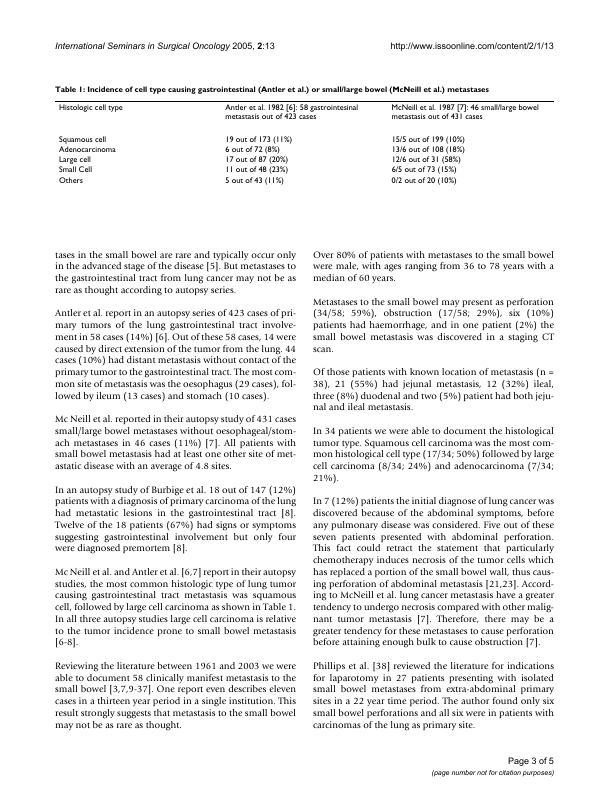 International Seminars in Surgical Oncology 2005, 2:13
http://www.issoonline.com/content/2/1/13
Table 1: Incidence of cell type causing gastrointestinal (Antler et al.) or small/large bowel (McNeill et al.) metastases
Histologic cell type
Antler et al. 1982 [6]: 58 gastrointesinal
metastasis out of 423 cases
McNeill et al. 1987 [7]: 46 small/large bowel
metastasis out of 431 cases
Squamous cell 19 out of 173 (11%) 15/5 out of 199 (10%)
Adenocarcinoma 6 out of 72 (8%) 13/6 out of 108 (18%)
Large cell 17 out of 87 (20%) 12/6 out of 31 (58%)
Small Cell 11 out of 48 (23%) 6/5 out of 73 (15%)
Others 5 out of 43 (11%) 0/2 out of 20 (10%)
tases in the small bowel are rare and typically occur only
in the advanced stage of the disease [5]. But metastases to
the gastrointestinal tract from lung cancer may not be as
rare as thought according to autopsy series.
Antler et al. report in an autopsy series of 423 cases of pri-
mary tumors of the lung gastrointestinal tract involve-
ment in 58 cases (14%) [6]. Out of these 58 cases, 14 were
caused by direct extension of the tumor from the lung. 44
cases (10%) had distant metastasis without contact of the
primary tumor to the gastrointestinal tract. The most com-
mon site of metastasis was the oesophagus (29 cases), fol-
lowed by ileum (13 cases) and stomach (10 cases).
Mc Neill et al. reported in their autopsy study of 431 cases
small/large bowel metastases without oesophageal/stom-
ach metastases in 46 cases (11%) [7]. All patients with
small bowel metastasis had at least one other site of met-
astatic disease with an average of 4.8 sites.
In an autopsy study of Burbige et al. 18 out of 147 (12%)
patients with a diagnosis of primary carcinoma of the lung
had metastatic lesions in the gastrointestinal tract [8].
Twelve of the 18 patients (67%) had signs or symptoms
suggesting gastrointestinal involvement but only four
were diagnosed premortem [8].
Mc Neill et al. and Antler et al. [6,7] report in their autopsy
studies, the most common histologic type of lung tumor
causing gastrointestinal tract metastasis was squamous
cell, followed by large cell carcinoma as shown in Table 1.
In all three autopsy studies large cell carcinoma is relative
to the tumor incidence prone to small bowel metastasis
[6-8].
Reviewing the literature between 1961 and 2003 we were
able to document 58 clinically manifest metastasis to the
small bowel [3,7,9-37]. One report even describes eleven
cases in a thirteen year period in a single institution. This
result strongly suggests that metastasis to the small bowel
may not be as rare as thought.
Over 80% of patients with metastases to the small bowel
were male, with ages ranging from 36 to 78 years with a
median of 60 years.
Metastases to the small bowel may present as perforation
(34/58; 59%), obstruction (17/58; 29%), six (10%)
patients had haemorrhage, and in one patient (2%) the
small bowel metastasis was discovered in a staging CT
scan.
Of those patients with known location of metastasis (n =
38), 21 (55%) had jejunal metastasis, 12 (32%) ileal,
three (8%) duodenal and two (5%) patient had both jeju-
nal and ileal metastasis.
In 34 patients we were able to document the histological
tumor type. Squamous cell carcinoma was the most com-
mon histological cell type (17/34; 50%) followed by large
cell carcinoma (8/34; 24%) and adenocarcinoma (7/34;
21%).
In 7 (12%) patients the initial diagnose of lung cancer was
discovered because of the abdominal symptoms, before
any pulmonary disease was considered. Five out of these
seven patients presented with abdominal perforation.
This fact could retract the statement that particularly
chemotherapy induces necrosis of the tumor cells which
has replaced a portion of the small bowel wall, thus caus-
ing perforation of abdominal metastasis [21,23]. Accord-
ing to McNeill et al. lung cancer metastasis have a greater
tendency to undergo necrosis compared with other malig-
nant tumor metastasis [7]. Therefore, there may be a
greater tendency for these metastases to cause perforation
before attaining enough bulk to cause obstruction [7].
Phillips et al. [38] reviewed the literature for indications
for laparotomy in 27 patients presenting with isolated
small bowel metastases from extra-abdominal primary
sites in a 22 year time period. The author found only six
small bowel perforations and all six were in patients with
carcinomas of the lung as primary site.
Page 3 of 5
(page number not for citation purposes)